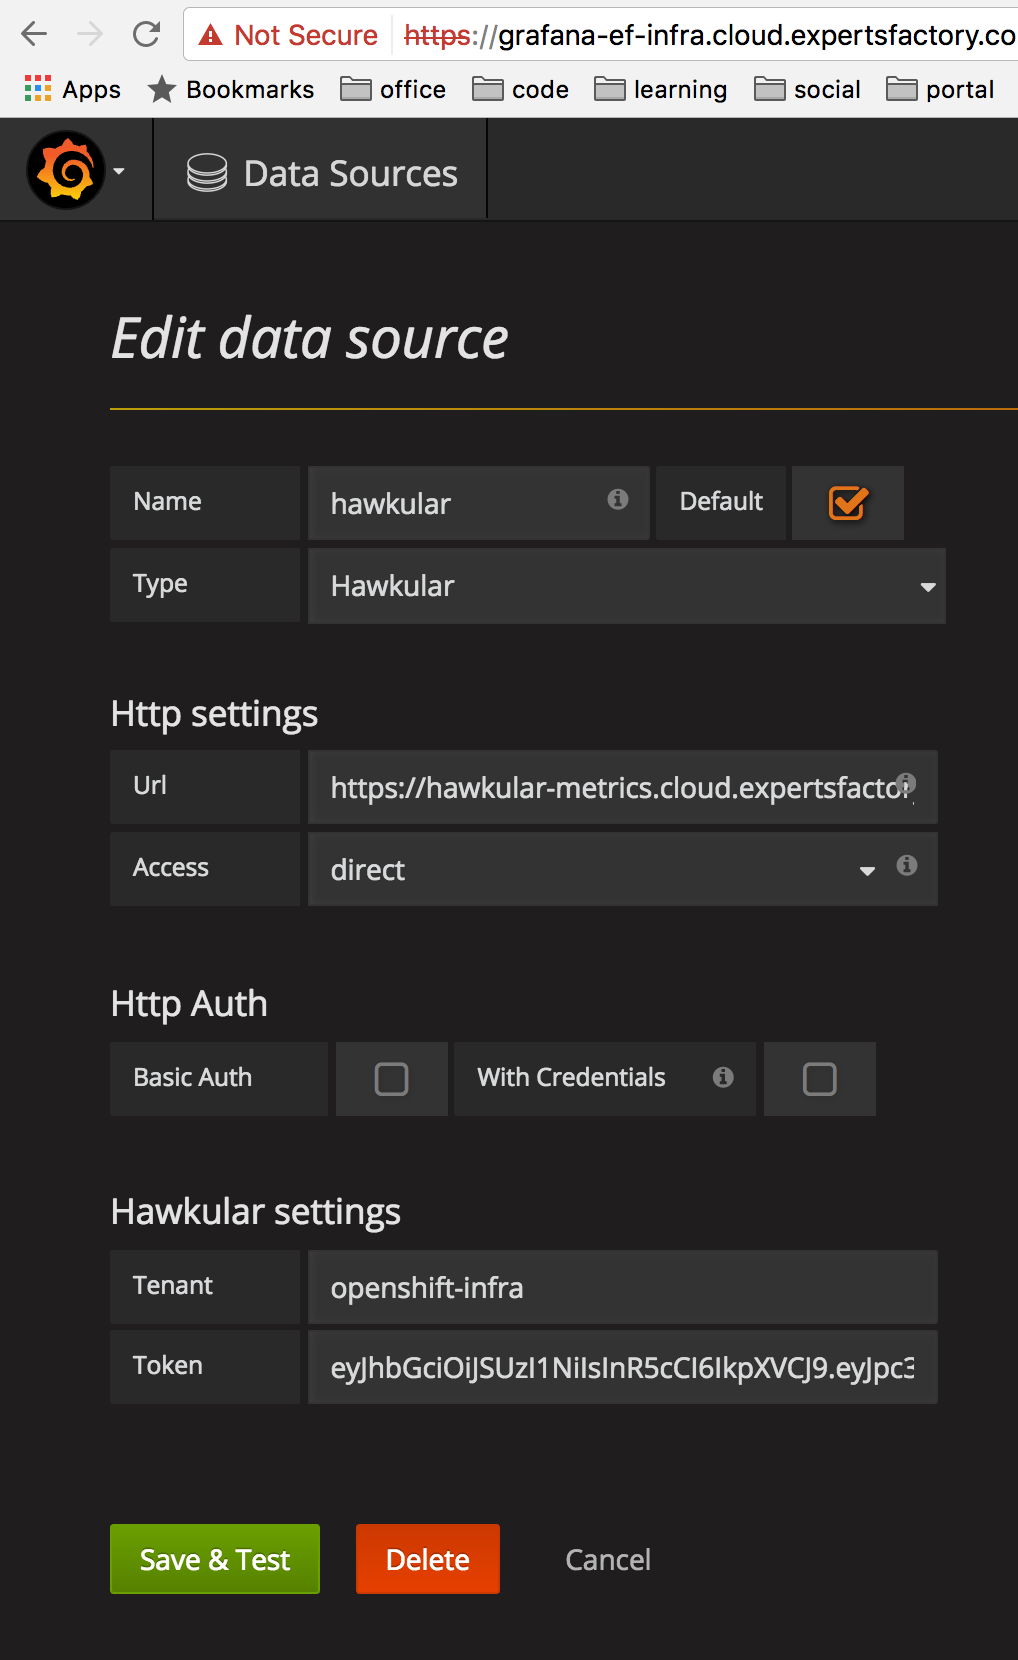 Not Secure https://grafana-ef-infra.cloud.expertsfactory.co
Apps Bookmarks office code learning social portal
Data Sources
Edit data source
Name hawkular Default
Type Hawkular
Http settings
Url https://hawkular-metrics.cloud.expertsfactor
Access direct
Http Auth
Basic Auth With Credentials
Hawkular settings
Tenant openshift-infra
Token eyJhbGciOiJSUzI1NiIsInR5cCI6IkpXVCJ9.eyJpc3
Save & Test Delete Cancel